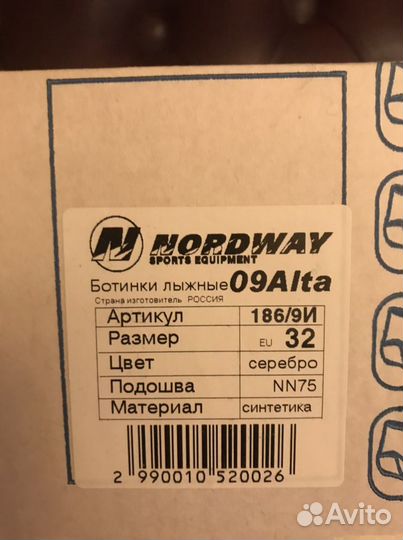 NORDWAY
SPORTS EQUIPMENT
Ботинки лыжные 09Alta
Страна изготовитель РОССИЯ
Артикул 186/9И
Размер EU 32
Цвет серебро
Подошва NN75
Материал синтетика
2 990010 520026
Avito